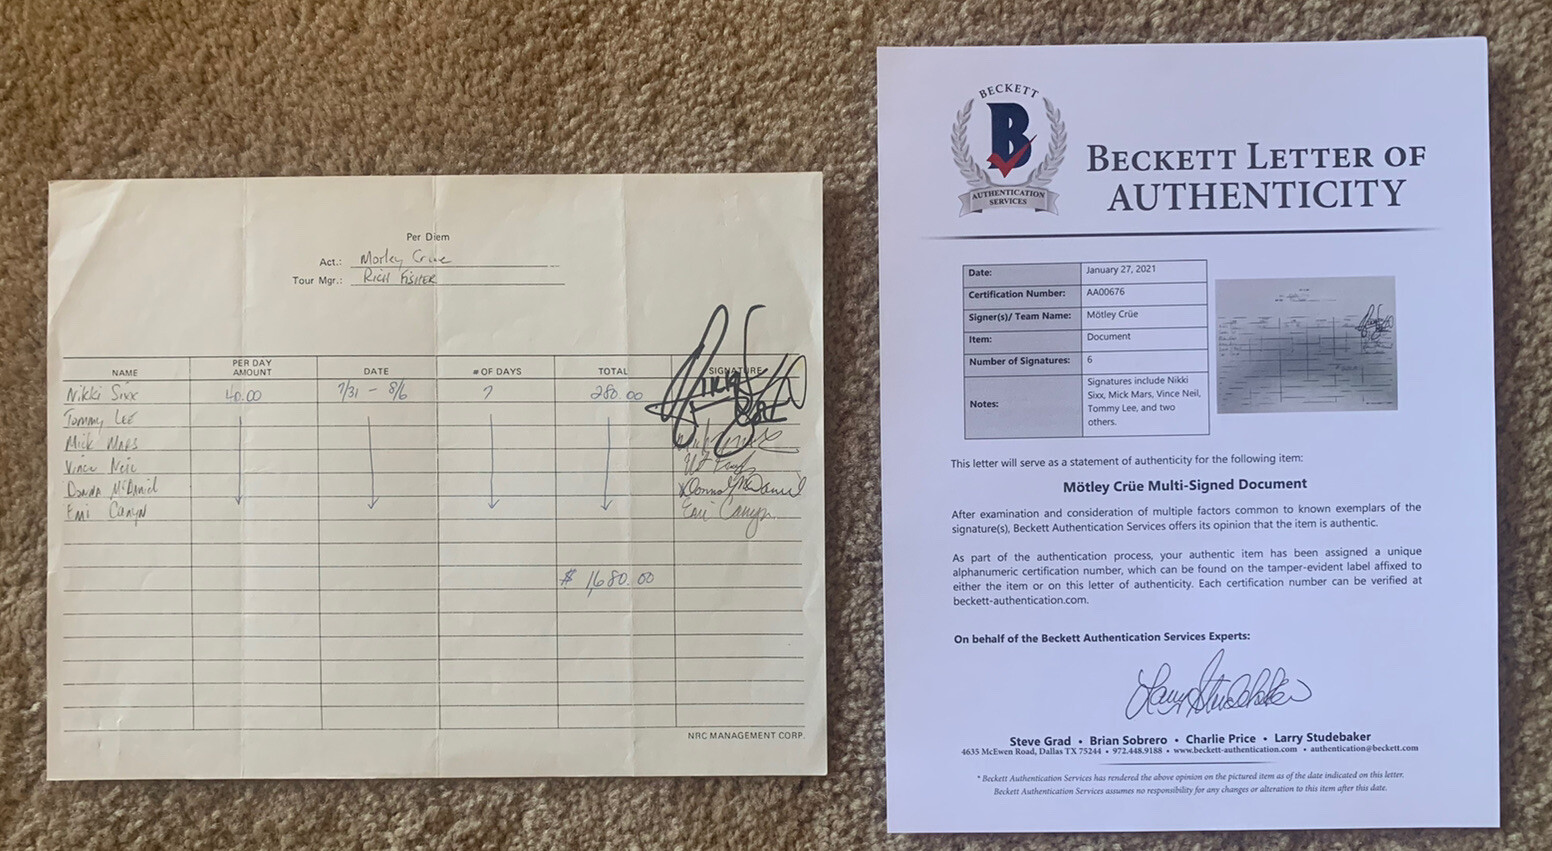 Per Diem
Act.: Motley Crüe
Tour Mgr.: RICH FISHER
NAME PER DAY AMOUNT DATE # OF DAYS TOTAL SIGNATURE
Nikki Sixx 40.00 7/31 - 8/6 7 280.00
Tommy LEE
Mick MARS
Vince Neil
Donna McDaniel
Emi Canyn Emi Canyn
$ 1,680.00
NRC MANAGEMENT CORP.
BECKETT
B
AUTHENTICATION
SERVICES
BECKETT LETTER OF
AUTHENTICITY
Date: January 27, 2021
Certification Number: AA00676
Signer(s)/ Team Name: Mötley Crüe
Item: Document
Number of Signatures: 6
Notes: Signatures include Nikki
Sixx, Mick Mars, Vince Neil,
Tommy Lee, and two
others.
This letter will serve as a statement of authenticity for the following item:
Mötley Crüe Multi-Signed Document
After examination and consideration of multiple factors common to known exemplars of the
signature(s), Beckett Authentication Services offers its opinion that the item is authentic.
As part of the authentication process, your authentic item has been assigned a unique
alphanumeric certification number, which can be found on the tamper-evident label affixed to
either the item or on this letter of authenticity. Each certification number can be verified at
beckett-authentication.com.
On behalf of the Beckett Authentication Services Experts:
Larry Studebaker
Steve Grad • Brian Sobrero • Charlie Price • Larry Studebaker
4635 McEwen Road, Dallas TX 75244 • 972.448.9188 • www.beckett-authentication.com • authentication@beckett.com
* Beckett Authentication Services has rendered the above opinion on the pictured item as of the date indicated on this letter.
Beckett Authentication Services assumes no responsibility for any changes or alteration to this item after this date.